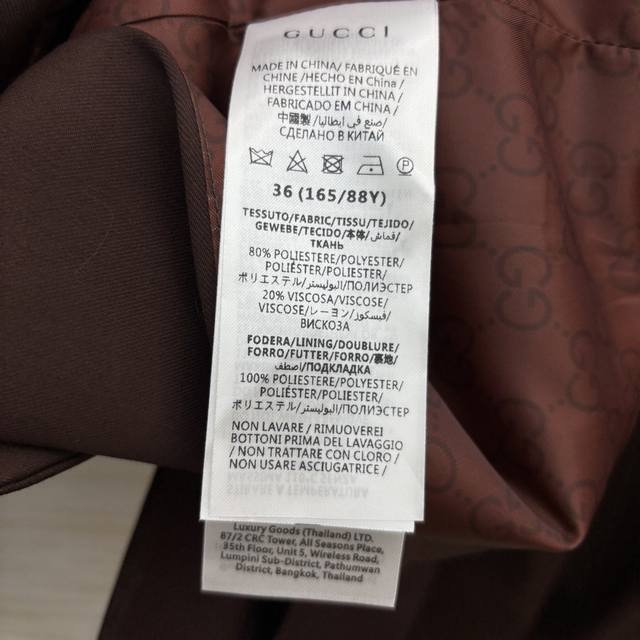 GUCCI
MADE IN CHINA/ FABRIQUÉ EN
CHINE /HECHO EN China/
HERGESTELLIT IN CHINA/
FABRICADO EM CHINA/
中國製/صنع في ايطاليا/
СДЕЛАНО В КИТАЙ
36 (165/88Y)
TESSUTO/FABRIC/TISSU/TEJIDO/
GEWEBE/TECIDO/本体/قماش/
ТКАНЬ
80% POLIESTERE/POLYESTER/
POLIÉSTER/POLIESTER/
ポリエステル/البوليستر/ПОЛИЭСТЕР
20% VISCOSA/VISCOSE/
VISCOSE/レーヨン/فيسكوز/
ВИСКОЗА
FODERA/LINING/DOUBLURE/
FORRO/FUTTER/FORRO/裏地/
اصطف/ПОДКЛАДКА
100% POLIESTERE/POLYESTER/
POLIÉSTER/POLIESTER/
ポリエステル/البوليستر/ПОЛИЭСТЕР
NON LAVARE / RIMUOVEREI
BOTTONI PRIMA DEL LAVAGGIO
/ NON TRATTARE CON CLORO /
NON USARE ASCIUGATRICE /
Luxury Goods (Thailand) LTD.
87/2 CRC Tower, All Seasons Place,
35th Floor, Unit 5, Wireless Road,
Lumpini Sub-District, Pathumwan
District, Bangkok, Thailand